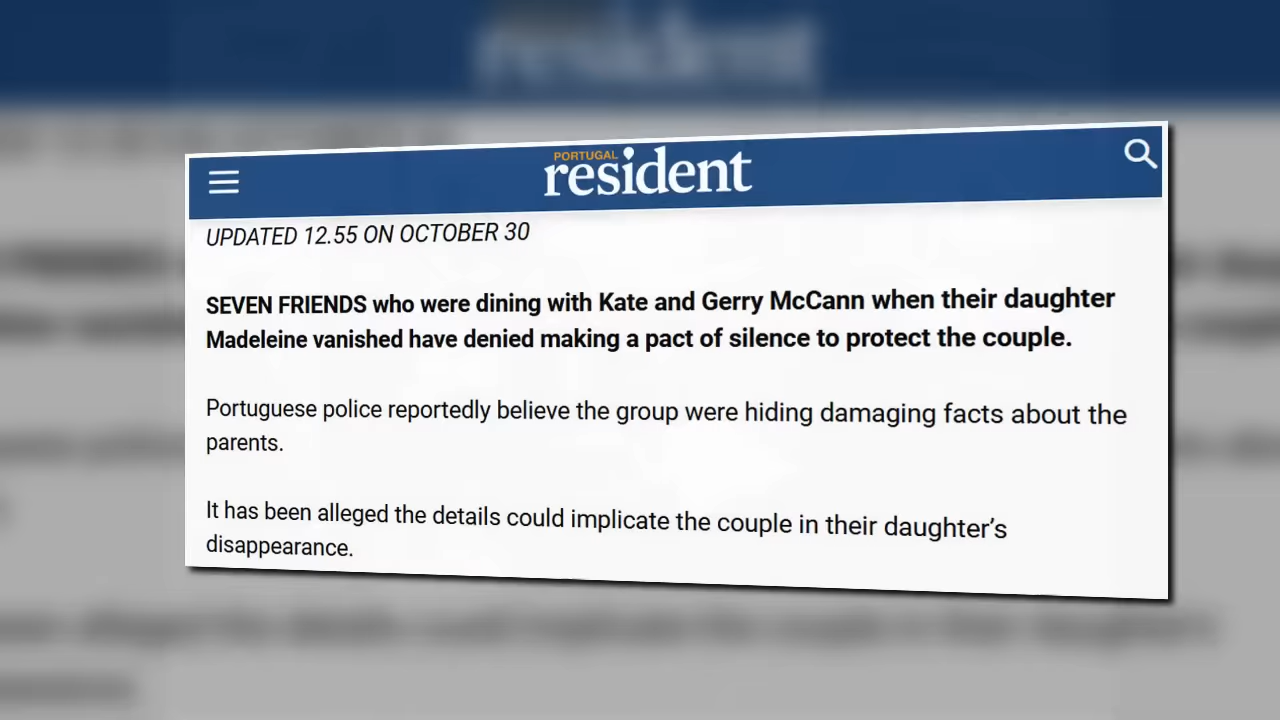 PORTUGAL
resident
UPDATED 12.55 ON OCTOBER 30
SEVEN FRIENDS who were dining with Kate and Gerry McCann when their daughter
Madeleine vanished have denied making a pact of silence to protect the couple.
Portuguese police reportedly believe the group were hiding damaging facts about the
parents.
It has been alleged the details could implicate the couple in their daughter’s
disappearance.